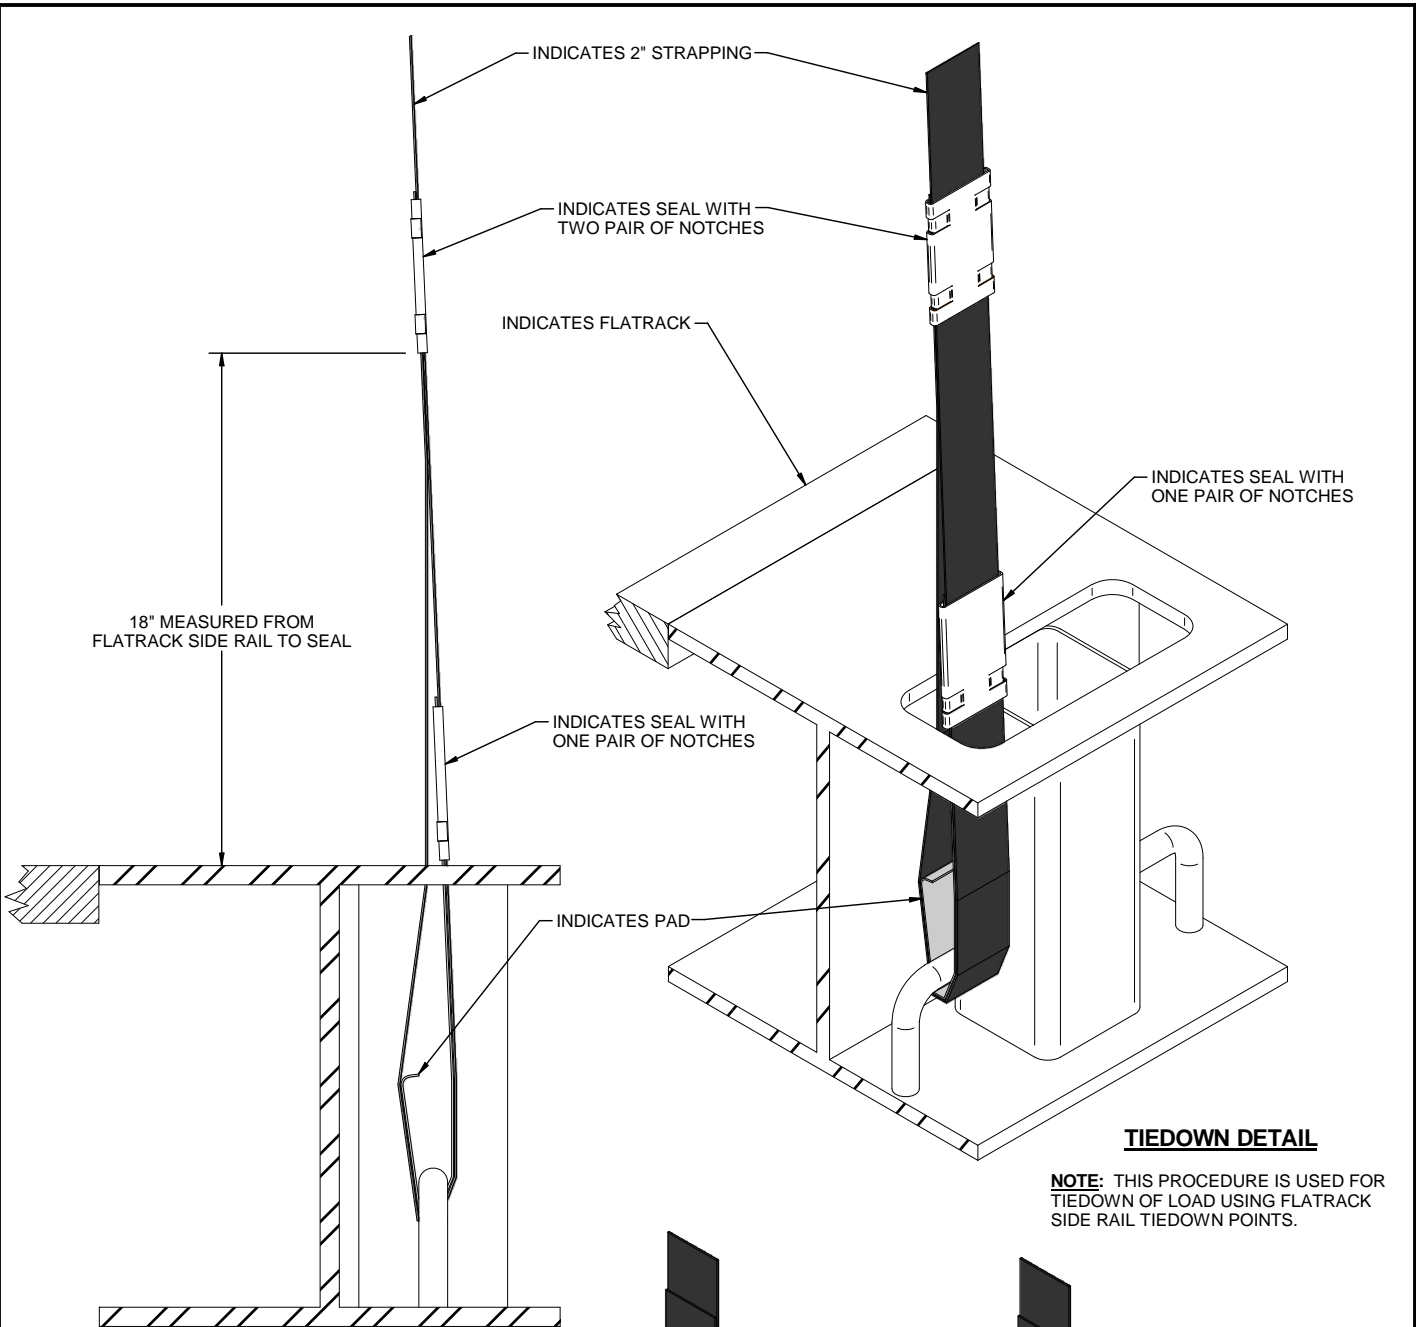 INDICATES 2" STRAPPING
INDICATES SEAL WITH
TWO PAIR OF NOTCHES
INDICATES FLATRACK
INDICATES SEAL WITH
ONE PAIR OF NOTCHES
18" MEASURED FROM
FLATRACK SIDE RAIL TO SEAL
INDICATES SEAL WITH
ONE PAIR OF NOTCHES
INDICATES PAD
TIEDOWN DETAIL
NOTE: THIS PROCEDURE IS USED FOR
TIEDOWN OF LOAD USING FLATRACK
SIDE RAIL TIEDOWN POINTS.